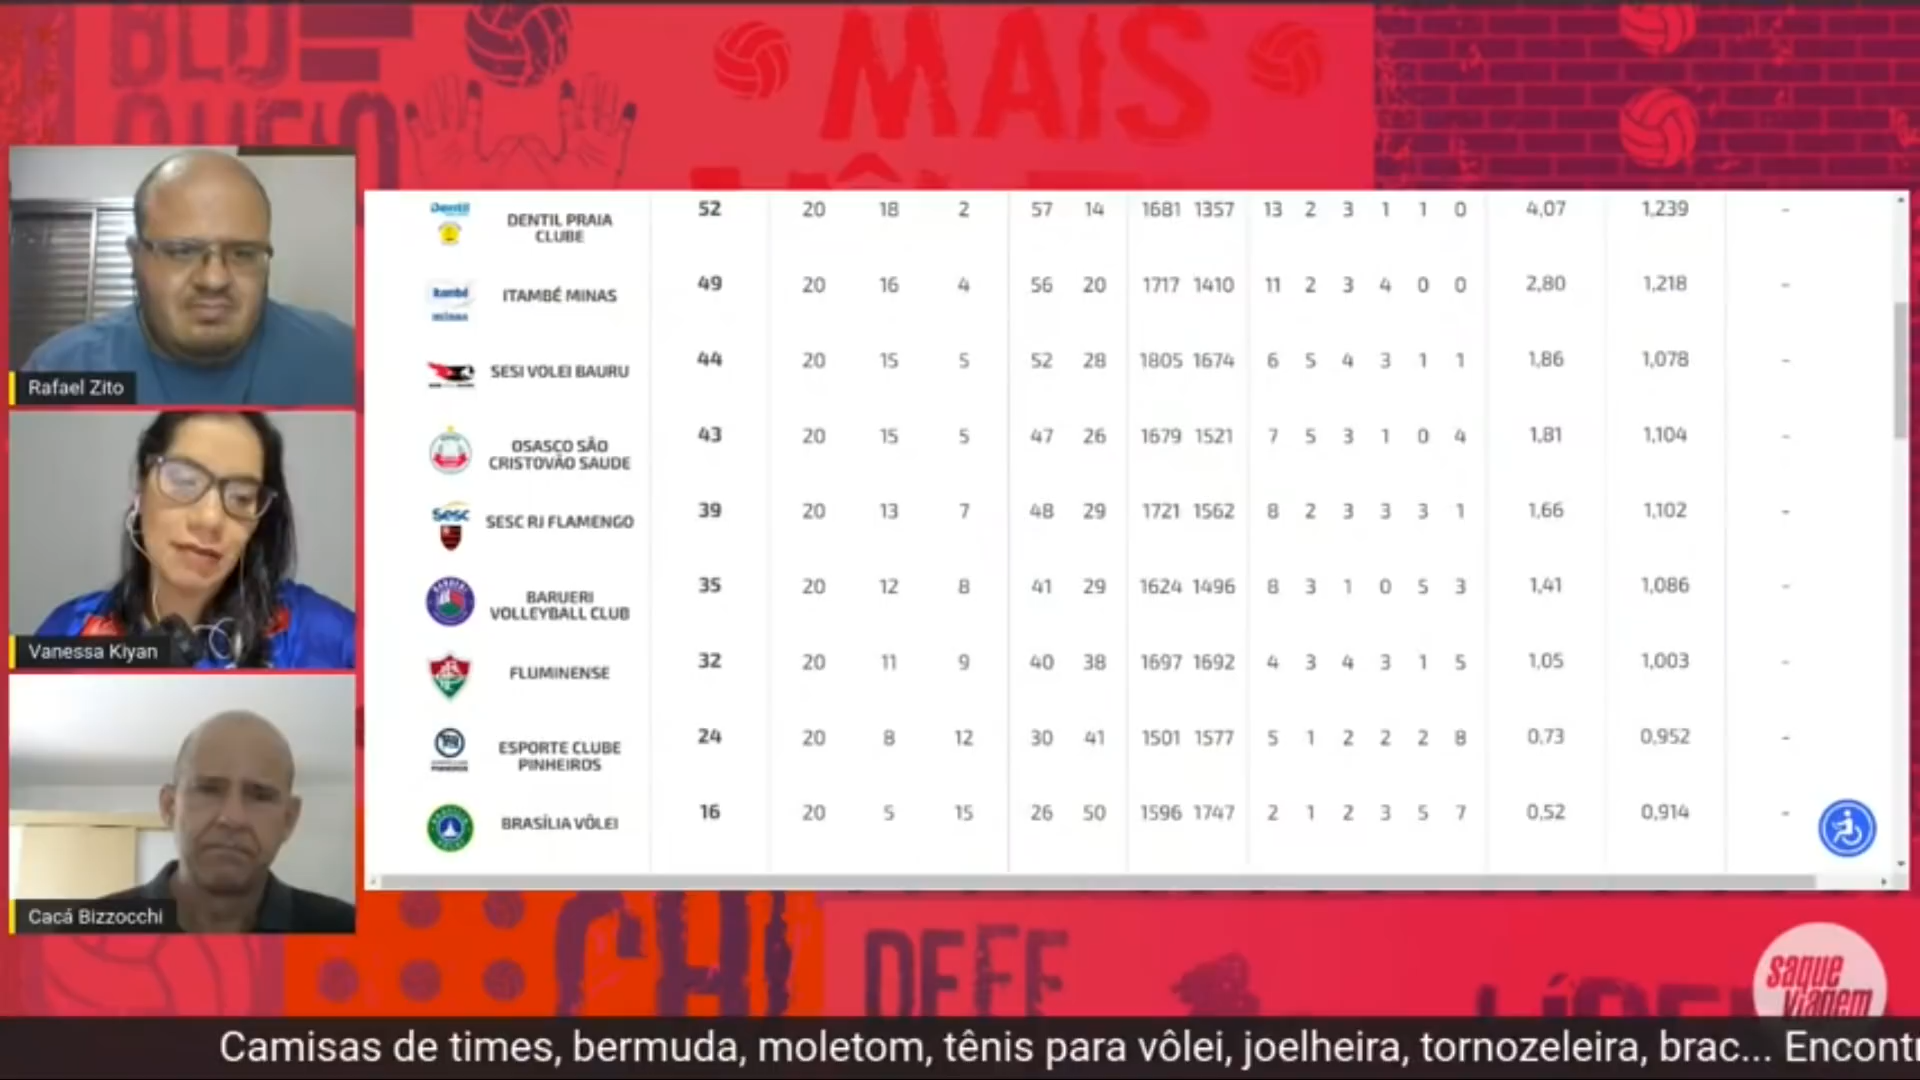 BLO
QUEIO
MAIS
Rafael Zito
Vanessa Kiyan
Cacá Bizzocchi
Dentil DENTIL PRAIA CLUBE 52 20 18 2 57 14 1681 1357 13 2 3 1 1 0 4,07 1,239 -
Itambé minas ITAMBÉ MINAS 49 20 16 4 56 20 1717 1410 11 2 3 4 0 0 2,80 1,218 -
SESI VOLEI BAURU 44 20 15 5 52 28 1805 1674 6 5 4 3 1 1 1,86 1,078 -
OSASCO SÃO CRISTOVÃO SAUDE 43 20 15 5 47 26 1679 1521 7 5 3 1 0 4 1,81 1,104 -
Sesc SESC RJ FLAMENGO 39 20 13 7 48 29 1721 1562 8 2 3 3 3 1 1,66 1,102 -
BARUERI VOLLEYBALL CLUB 35 20 12 8 41 29 1624 1496 8 3 1 0 5 3 1,41 1,086 -
FLUMINENSE 32 20 11 9 40 38 1697 1692 4 3 4 3 1 5 1,05 1,003 -
ESPORTE CLUBE PINHEIROS 24 20 8 12 30 41 1501 1577 5 1 2 2 2 8 0,73 0,952 -
BRASÍLIA VÔLEI 16 20 5 15 26 50 1596 1747 2 1 2 3 5 7 0,52 0,914 -
DEFE
saque
viagem
Camisas de times, bermuda, moletom, tênis para vôlei, joelheira, tornozeleira, brac... Encontr